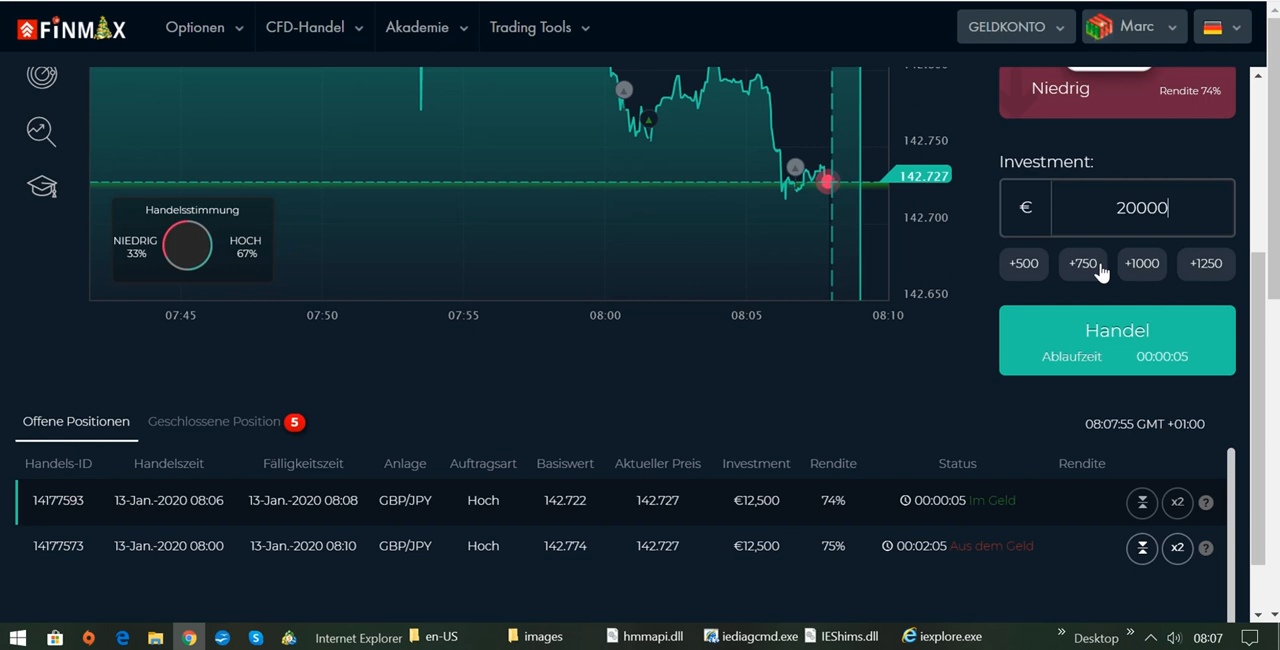 FiNMAX Optionen CFD-Handel Akademie Trading Tools GELDKONTO Marc
Niedrig Rendite 74%
142.750
142.727
142.700
142.650
Handelsstimmung
NIEDRIG HOCH
33% 67%
07:45 07:50 07:55 08:00 08:05 08:10
Investment:
€ 20000
+500 +750 +1000 +1250
Handel
Ablaufzeit 00:00:05
Offene Positionen Geschlossene Position 5 08:07:55 GMT +01:00
Handels-ID Handelszeit Fälligkeitszeit Anlage Auftragsart Basiswert Aktueller Preis Investment Rendite Status Rendite
14177593 13-Jan.-2020 08:06 13-Jan.-2020 08:08 GBP/JPY Hoch 142.722 142.727 €12,500 74% 00:00:05 Im Geld x2 ?
14177573 13-Jan.-2020 08:00 13-Jan.-2020 08:10 GBP/JPY Hoch 142.774 142.727 €12,500 75% 00:02:05 Aus dem Geld x2 ?
Internet Explorer en-US images hmmapi.dll iediagcmd.exe IEShims.dll iexplore.exe » Desktop » 08:07